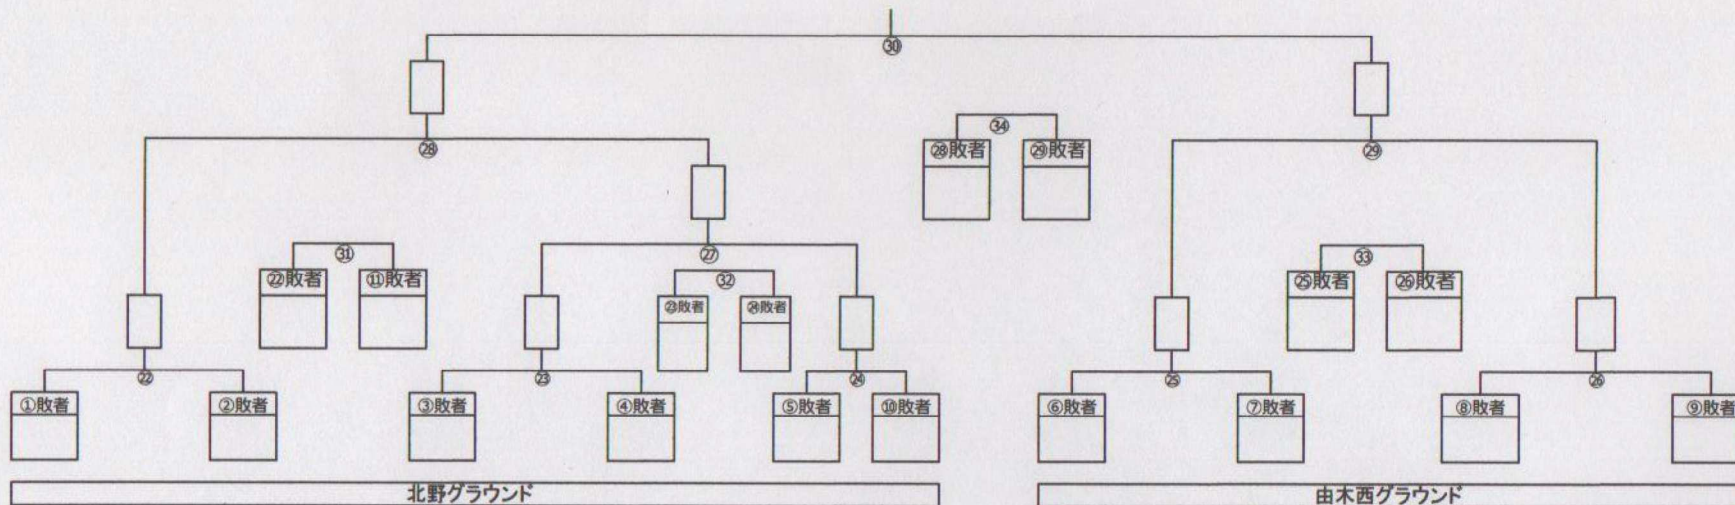 ㉚
㉞
㉘
㉘敗者 ㉙敗者
㉙
㉛
㉒敗者 ⑪敗者
㉗
㉜
㉓敗者 ㉔敗者
㉝
㉕敗者 ㉖敗者
㉒
㉓
㉔
㉕
㉖
①敗者 ②敗者 ③敗者 ④敗者 ⑤敗者 ⑩敗者 ⑥敗者 ⑦敗者 ⑧敗者 ⑨敗者
北野グラウンド 由木西グラウンド